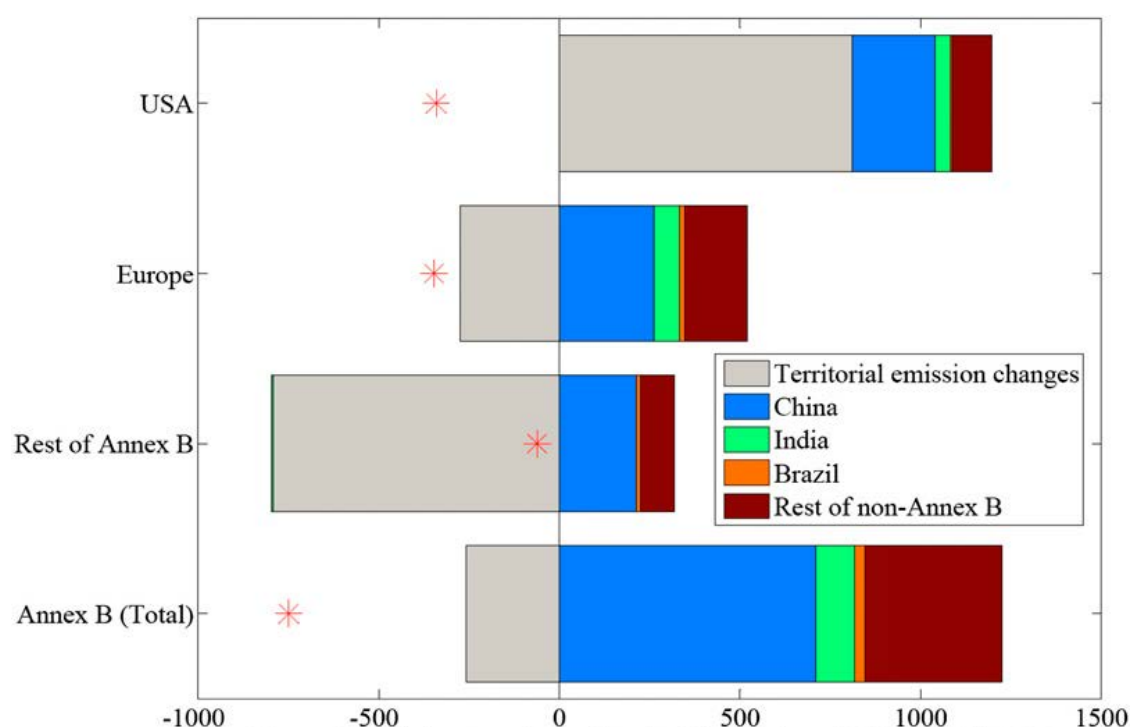 USA
Europe
Rest of Annex B
Annex B (Total)
Territorial emission changes
China
India
Brazil
Rest of non-Annex B
-1000 -500 0 500 1000 1500